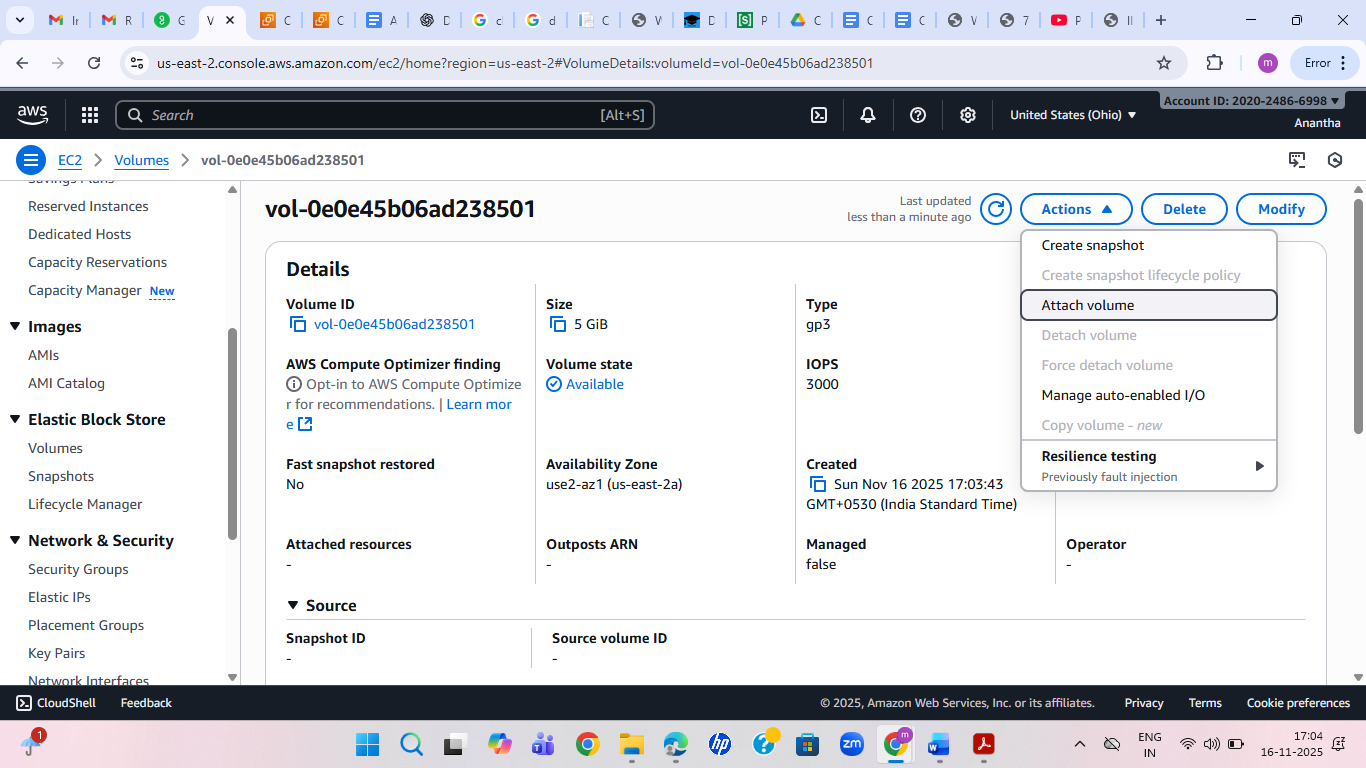 us-east-2.console.aws.amazon.com/ec2/home?region=us-east-2#VolumeDetails:volumeId=vol-0e0e45b06ad238501
m
Error
aws
Search
[Alt+S]
United States (Ohio)
Account ID: 2020-2486-6998
Anantha
EC2
Volumes
vol-0e0e45b06ad238501
Savings Plans
Reserved Instances
Dedicated Hosts
Capacity Reservations
Capacity Manager New
Images
AMIs
AMI Catalog
Elastic Block Store
Volumes
Snapshots
Lifecycle Manager
Network & Security
Security Groups
Elastic IPs
Placement Groups
Key Pairs
Network Interfaces
vol-0e0e45b06ad238501
Last updated
less than a minute ago
Actions
Delete
Modify
Create snapshot
Create snapshot lifecycle policy
Attach volume
Detach volume
Force detach volume
Manage auto-enabled I/O
Copy volume - new
Resilience testing
Previously fault injection
Details
Volume ID
vol-0e0e45b06ad238501
Size
5 GiB
Type
gp3
AWS Compute Optimizer finding
Opt-in to AWS Compute Optimize
r for recommendations. | Learn mor
e
Volume state
Available
IOPS
3000
Fast snapshot restored
No
Availability Zone
use2-az1 (us-east-2a)
Created
Sun Nov 16 2025 17:03:43
GMT+0530 (India Standard Time)
Attached resources
-
Outposts ARN
-
Managed
false
Operator
-
Source
Snapshot ID
-
Source volume ID
-
CloudShell
Feedback
© 2025, Amazon Web Services, Inc. or its affiliates.
Privacy
Terms
Cookie preferences
1
zm
m
ENG
IN
17:04
16-11-2025